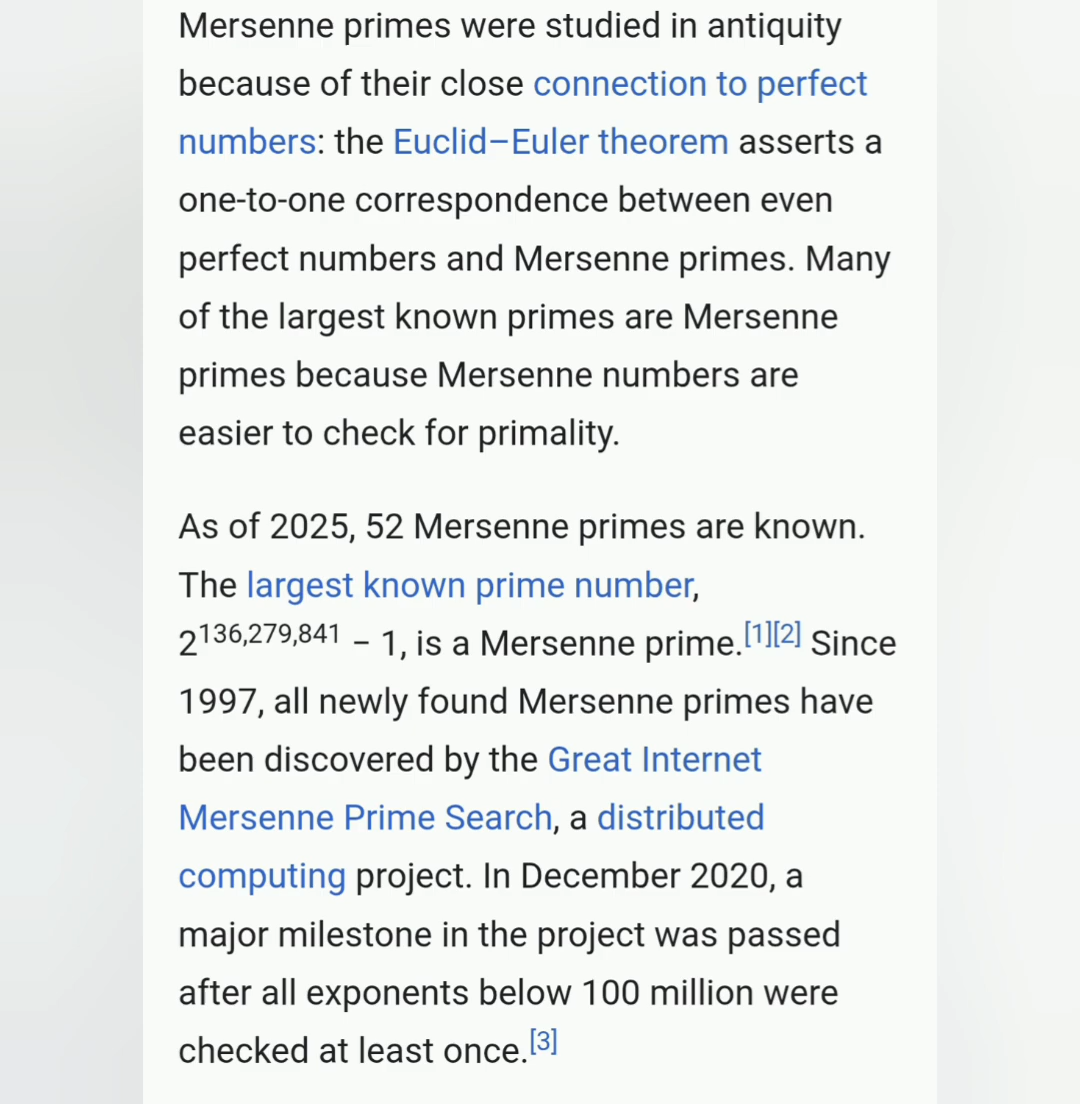 Mersenne primes were studied in antiquity
because of their close connection to perfect
numbers: the Euclid–Euler theorem asserts a
one-to-one correspondence between even
perfect numbers and Mersenne primes. Many
of the largest known primes are Mersenne
primes because Mersenne numbers are
easier to check for primality.
As of 2025, 52 Mersenne primes are known.
The largest known prime number,
2^136,279,841 − 1, is a Mersenne prime.[1][2] Since
1997, all newly found Mersenne primes have
been discovered by the Great Internet
Mersenne Prime Search, a distributed
computing project. In December 2020, a
major milestone in the project was passed
after all exponents below 100 million were
checked at least once.[3]